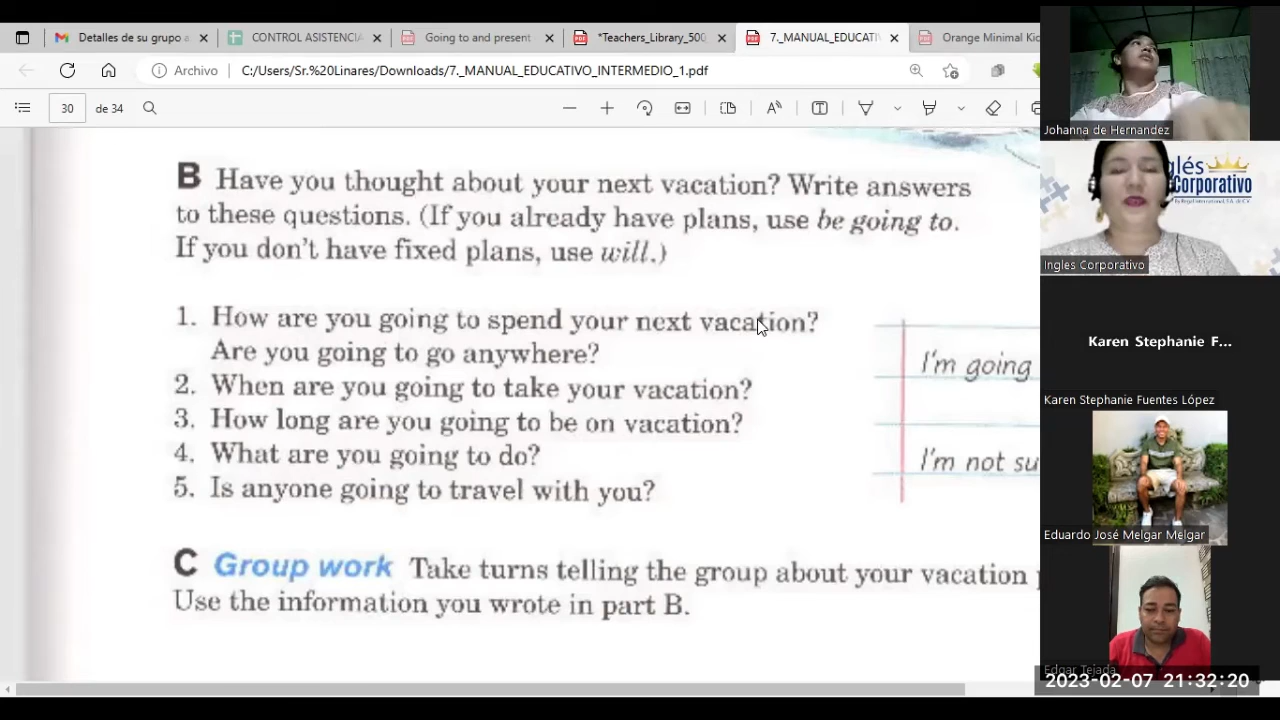 Detalles de su grupo a
CONTROL ASISTENCIA
Going to and present
*Teachers_Library_500
7._MANUAL_EDUCATIV
Orange Minimal Kid
Archivo
C:/Users/Sr.%20Linares/Downloads/7._MANUAL_EDUCATIVO_INTERMEDIO_1.pdf
30 de 34
B Have you thought about your next vacation? Write answers
to these questions. (If you already have plans, use be going to.
If you don't have fixed plans, use will.)
1. How are you going to spend your next vacation?
Are you going to go anywhere?
2. When are you going to take your vacation?
3. How long are you going to be on vacation?
4. What are you going to do?
5. Is anyone going to travel with you?
I'm going
I'm not su
C Group work Take turns telling the group about your vacation
Use the information you wrote in part B.
Johanna de Hernandez
glés
Corporativo
Ingles Corporativo
Karen Stephanie F...
Karen Stephanie Fuentes López
Eduardo José Melgar Melgar
Edgar Tejada
2023-02-07 21:32:20